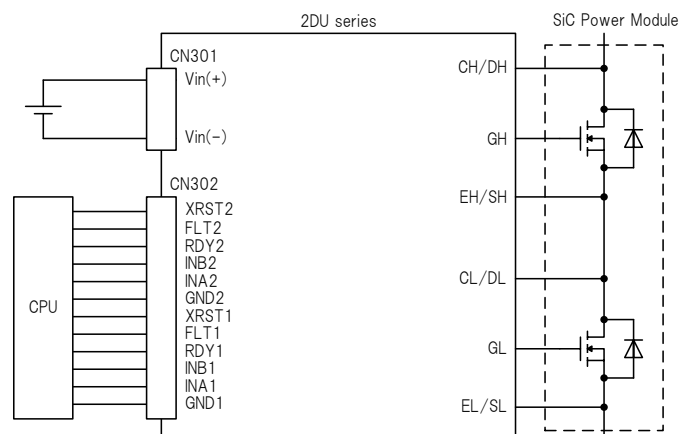 2DU series
SiC Power Module
CN301
Vin(+)
Vin(-)
CN302
XRST2
FLT2
RDY2
INB2
INA2
GND2
XRST1
FLT1
RDY1
INB1
INA1
GND1
CPU
CH/DH
GH
EH/SH
CL/DL
GL
EL/SL